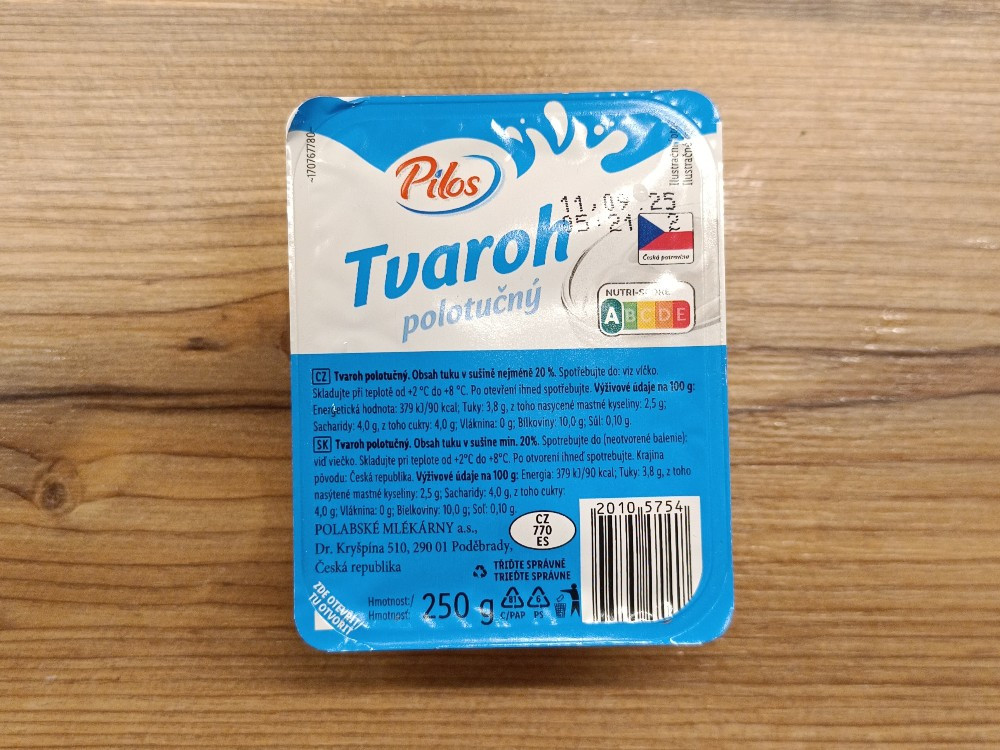 ~170767780
Pilos
Tvaroh
polotučný
11.09.25
05:21 2
Ilustrační
Ilustračné
Česká potravina
NUTRI-SCORE
A B C D E
CZ Tvaroh polotučný. Obsah tuku v sušině nejméně 20 %. Spotřebujte do: viz víčko.
Skladujte při teplotě od +2 °C do +8 °C. Po otevření ihned spotřebujte. Výživové údaje na 100 g:
Energetická hodnota: 379 kJ/90 kcal; Tuky: 3,8 g, z toho nasycené mastné kyseliny: 2,5 g;
Sacharidy: 4,0 g, z toho cukry: 4,0 g; Vláknina: 0 g; Bílkoviny: 10,0 g; Sůl: 0,10 g.
SK Tvaroh polotučný. Obsah tuku v sušine min. 20%. Spotrebujte do (neotvorené balenie):
viď viečko. Skladujte pri teplote od +2°C do +8°C. Po otvorení ihneď spotrebujte. Krajina
pôvodu: Česká republika. Výživové údaje na 100 g: Energia: 379 kJ/90 kcal; Tuky: 3,8 g, z toho
nasýtené mastné kyseliny: 2,5 g; Sacharidy: 4,0 g, z toho cukry:
4,0 g; Vláknina: 0 g; Bielkoviny: 10,0 g; Soľ: 0,10 g.
POLABSKÉ MLÉKÁRNY a.s.,
Dr. Kryšpína 510, 290 01 Poděbrady,
Česká republika
CZ
770
ES
TŘIĎTE SPRÁVNĚ
TRIEĎTE SPRÁVNE
ZDE OTEVŘÍT/
TU OTVORIŤ
Hmotnost/
Hmotnosť:
250 g
81
C/PAP
6
PS
2010 5754